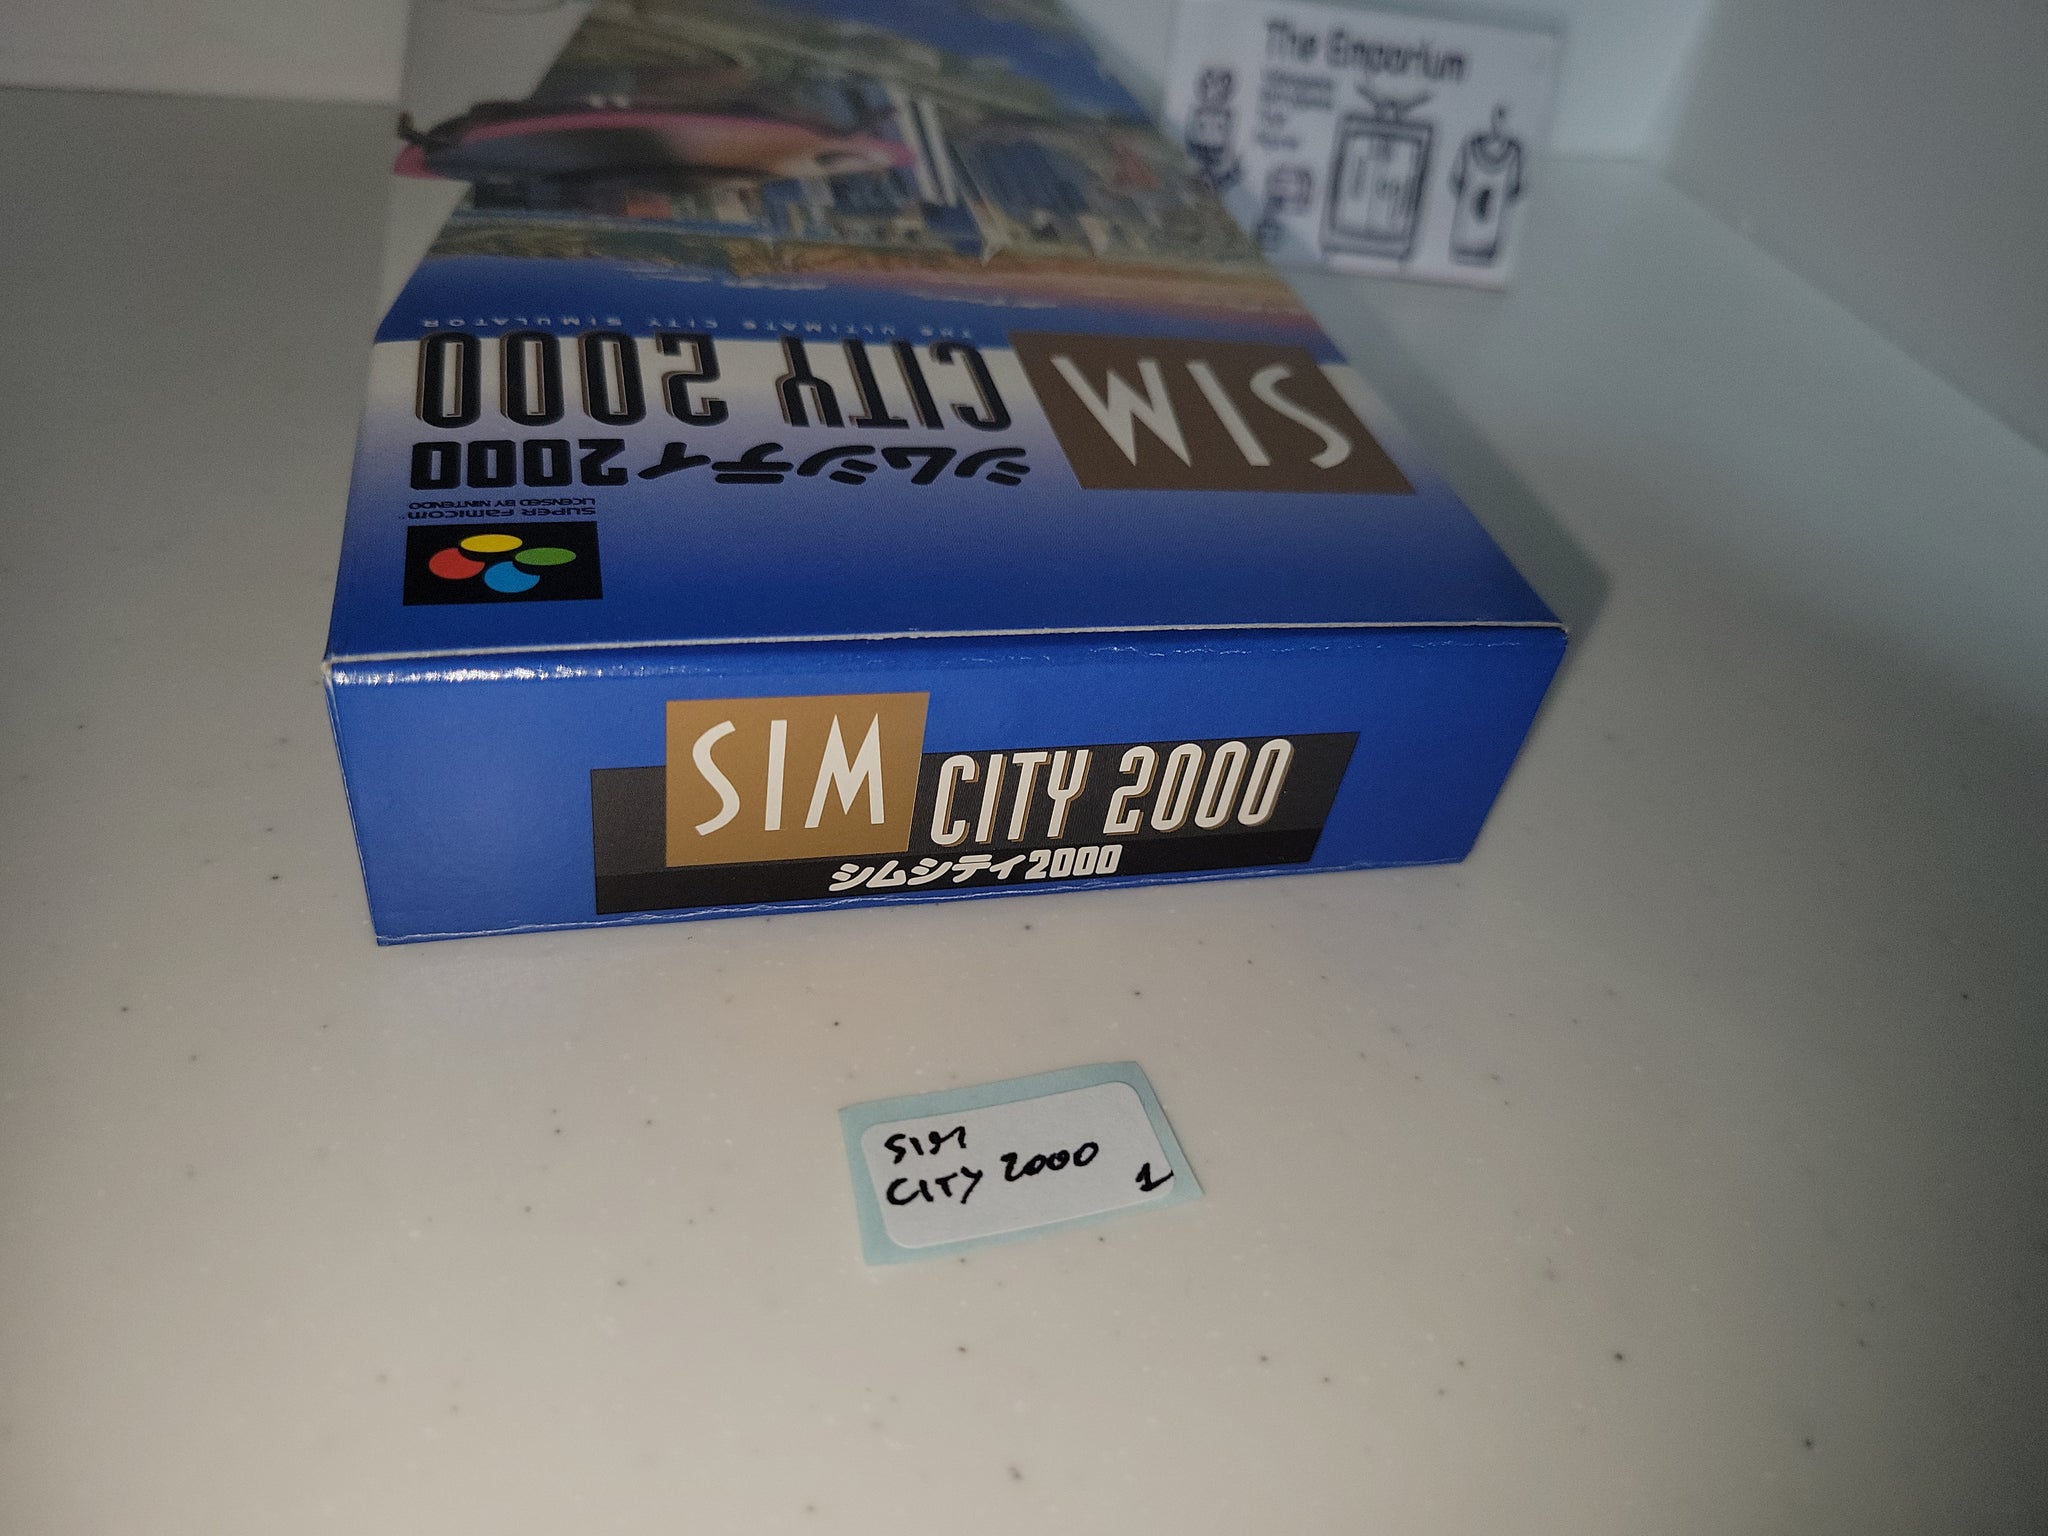 The Emporium
THE ULTIMATE CITY SIMULATOR
SIM
CITY 2000
シムシティ2000
SUPER Famicom™
LICENSED BY NINTENDO
SIM
CITY 2000
シムシティ2000
SIM
CITY 2000
1